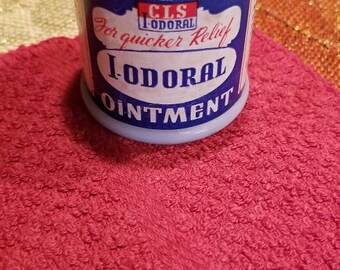 CLS
I-ODORAL
For quicker Relief
I-ODORAL
OINTMENT